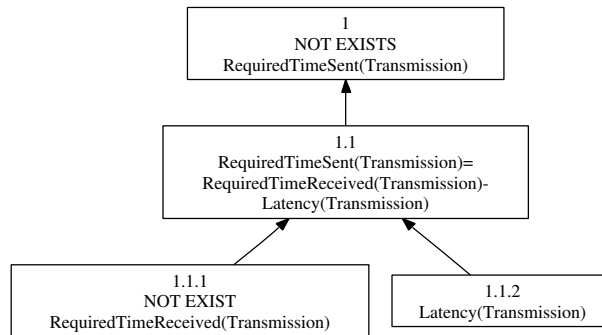 1
NOT EXISTS
RequiredTimeSent(Transmission)
1.1
RequiredTimeSent(Transmission)=
RequiredTimeReceived(Transmission)-
Latency(Transmission)
1.1.1
NOT EXIST
RequiredTimeReceived(Transmission)
1.1.2
Latency(Transmission)